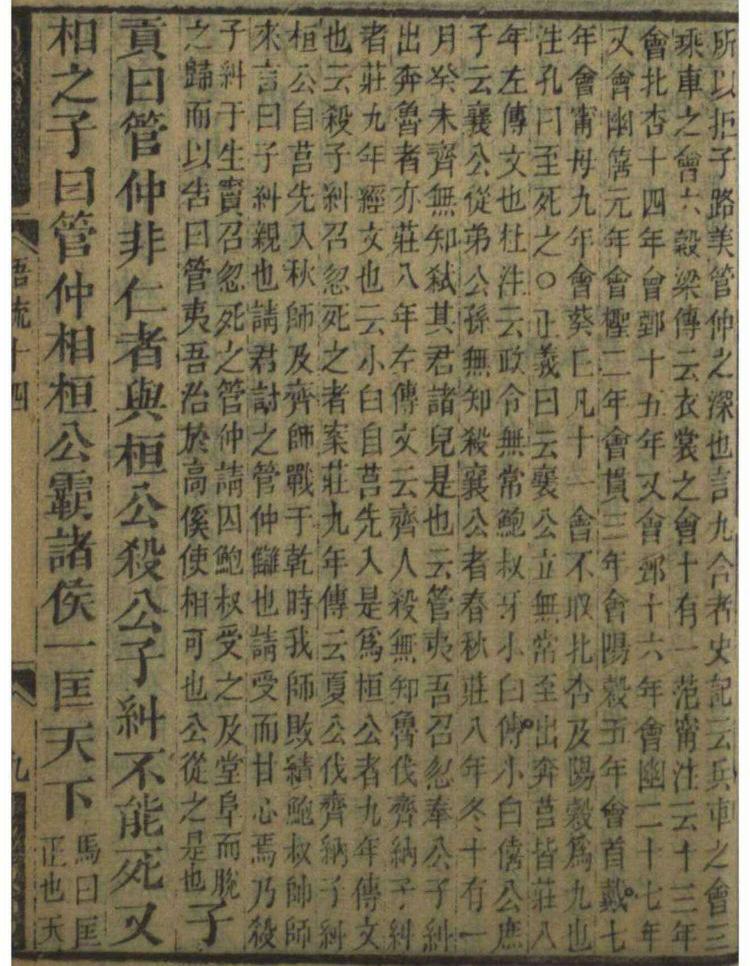 所以拒子路美管仲之深也言九合者史記云兵車之會三
乘車之會六穀梁傳云衣裳之會十有一范甯注云十三年
會北杏十四年會鄄十五年又會鄄十六年會幽二十七年
又會幽僖元年會檉二年會貫三年會陽穀五年會首戴七
年會甯母九年會葵丘凡十一會不取北杏及陽穀爲九也
注孔曰至死之○正義曰云襄公立無常至出奔莒皆莊八
年左傳文也杜注云政令無常鮑叔牙小白傅小白僖公庶
子云襄公從弟公孫無知殺襄公者春秋莊八年冬十有一
月癸未齊無知弒其君諸兒是也云管夷吾召忽奉公子糾
出奔魯者亦莊八年左傳文云齊人殺無知魯伐齊納子糾
者莊九年經文也云小白自莒先入是爲桓公者九年傳文
也云殺子糾召忽死之者案莊九年傳云夏公伐齊納子糾
桓公自莒先入秋師及齊師戰于乾時我師敗績鮑叔帥師
來言曰子糾親也請君討之管仲讎也請受而甘心焉乃殺
子糾于生竇召忽死之管仲請囚鮑叔受之及堂阜而脫
之歸而以告曰管夷吾治於高傒使相可也公從之是也
子
貢曰管仲非仁者與桓公殺公子糾不能死又
相之子曰管仲相桓公霸諸侯一匡天下
馬曰匡
正也天
語疏十四
九